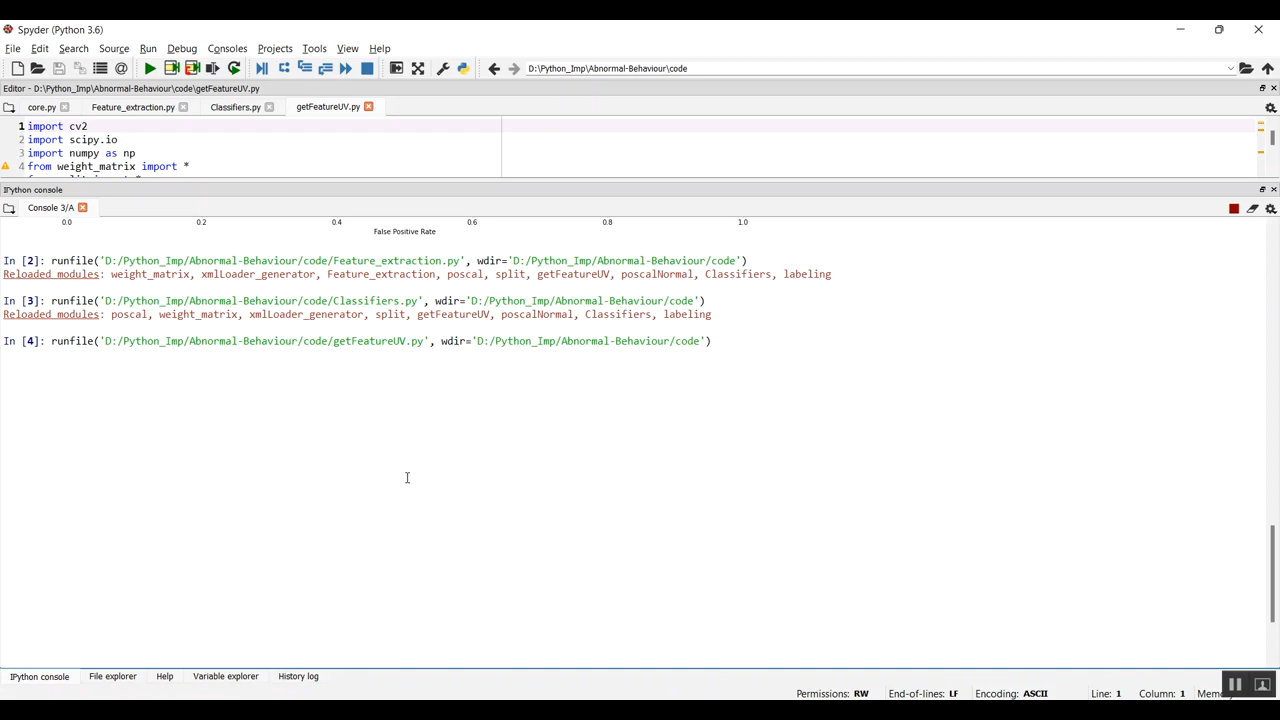 Spyder (Python 3.6)
File Edit Search Source Run Debug Consoles Projects Tools View Help
D:\Python_Imp\Abnormal-Behaviour\code
Editor - D:\Python_Imp\Abnormal-Behaviour\code\getFeatureUV.py
core.py Feature_extraction.py Classifiers.py getFeatureUV.py
1 import cv2
2 import scipy.io
3 import numpy as np
4 from weight_matrix import *
IPython console
Console 3/A
0.0 0.2 0.4 0.6 0.8 1.0
False Positive Rate
In [2]: runfile('D:/Python_Imp/Abnormal-Behaviour/code/Feature_extraction.py', wdir='D:/Python_Imp/Abnormal-Behaviour/code')
Reloaded modules: weight_matrix, xmlLoader_generator, Feature_extraction, poscal, split, getFeatureUV, poscalNormal, Classifiers, labeling
In [3]: runfile('D:/Python_Imp/Abnormal-Behaviour/code/Classifiers.py', wdir='D:/Python_Imp/Abnormal-Behaviour/code')
Reloaded modules: poscal, weight_matrix, xmlLoader_generator, split, getFeatureUV, poscalNormal, Classifiers, labeling
In [4]: runfile('D:/Python_Imp/Abnormal-Behaviour/code/getFeatureUV.py', wdir='D:/Python_Imp/Abnormal-Behaviour/code')
IPython console File explorer Help Variable explorer History log
Permissions: RW End-of-lines: LF Encoding: ASCII Line: 1 Column: 1